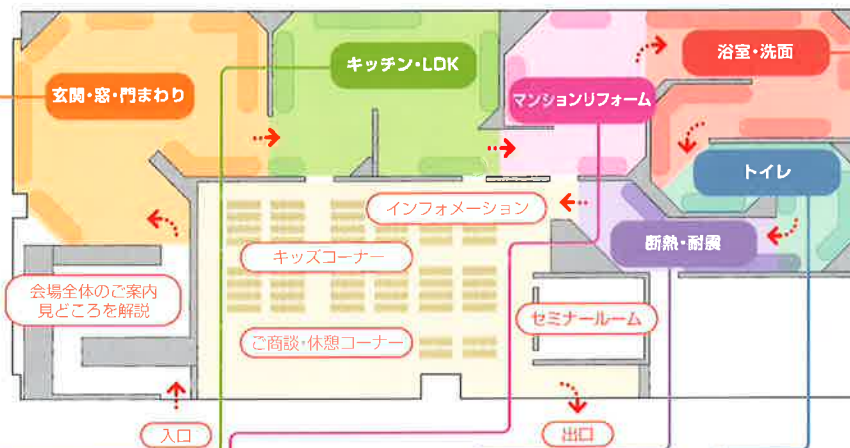 玄関・窓・門まわり
キッチン・LDK
マンションリフォーム
浴室・洗面
トイレ
断熱・耐震
インフォメーション
キッズコーナー
会場全体のご案内
見どころを解説
ご商談・休憩コーナー
セミナールーム
入口
出口